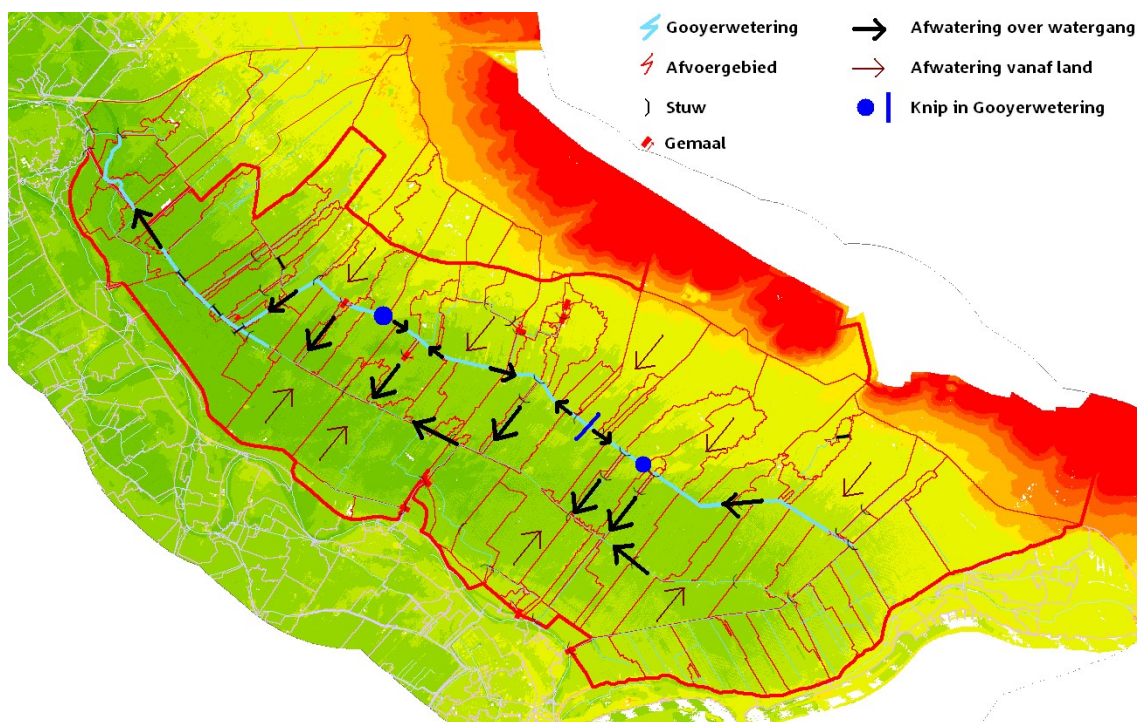 Gooyerwetering
Afvoergebied
Stuw
Gemaal
Afwatering over watergang
Afwatering vanaf land
Knip in Gooyerwetering